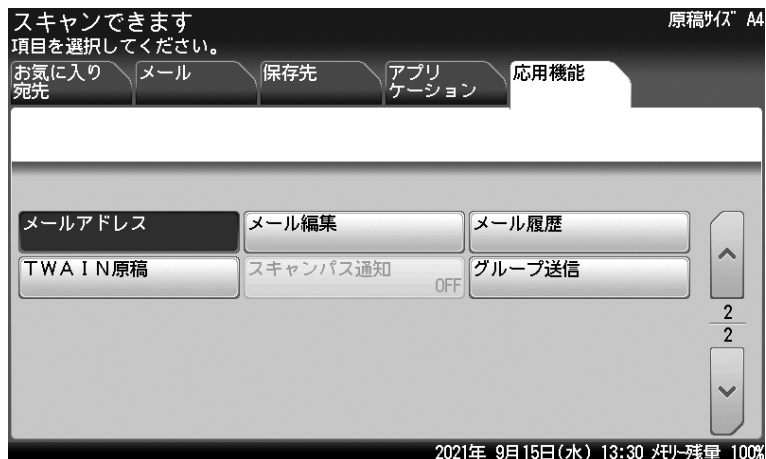 スキャンできます
原稿ｻｲｽﾞ A4
項目を選択してください。
お気に入り
宛先
メール
保存先
アプリ
ケーション
応用機能
メールアドレス
メール編集
メール履歴
ＴＷＡＩＮ原稿
スキャンパス通知
OFF
グループ送信
2
2
2021年 9月15日(水) 13:30 ﾒﾓﾘｰ残量 100%